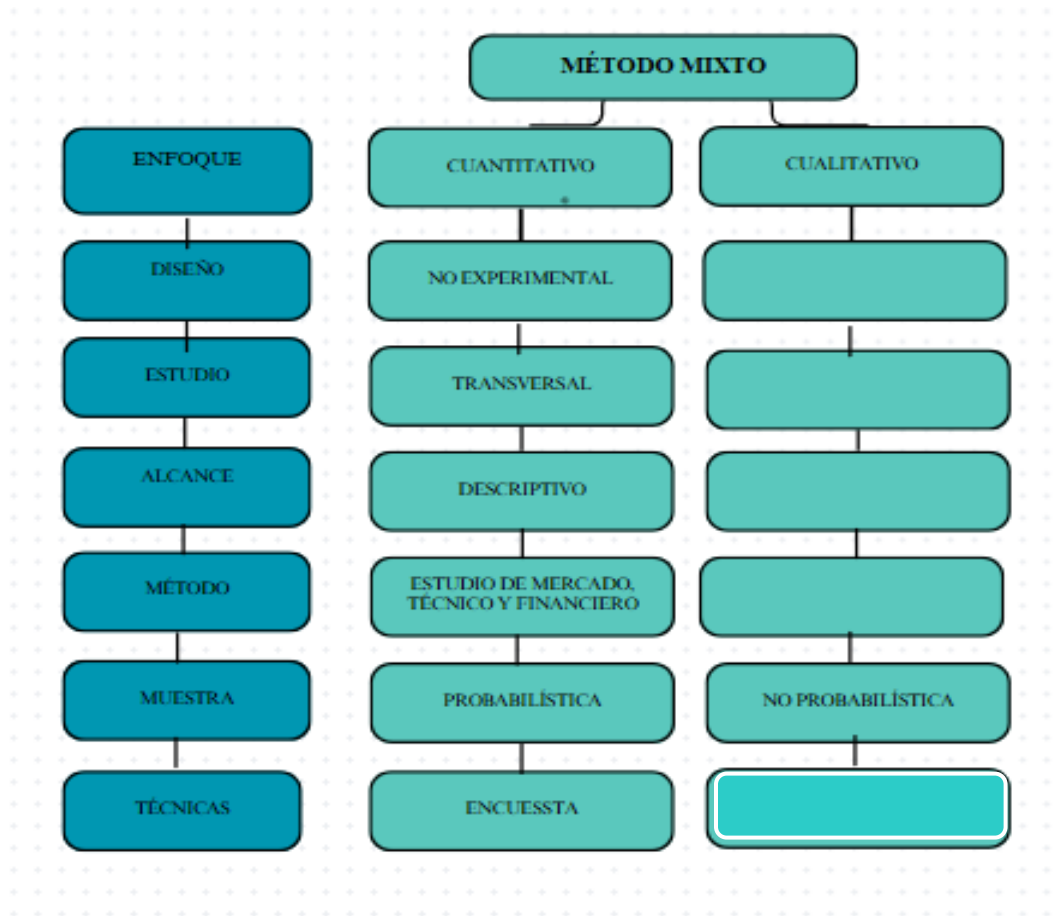 MÉTODO MIXTO
ENFOQUE
CUANTITATIVO
CUALITATIVO
DISEÑO
NO EXPERIMENTAL
ESTUDIO
TRANSVERSAL
ALCANCE
DESCRIPTIVO
MÉTODO
ESTUDIO DE MERCADO,
TÉCNICO Y FINANCIERO
MUESTRA
PROBABILÍSTICA
NO PROBABILÍSTICA
TÉCNICAS
ENCUESSTA